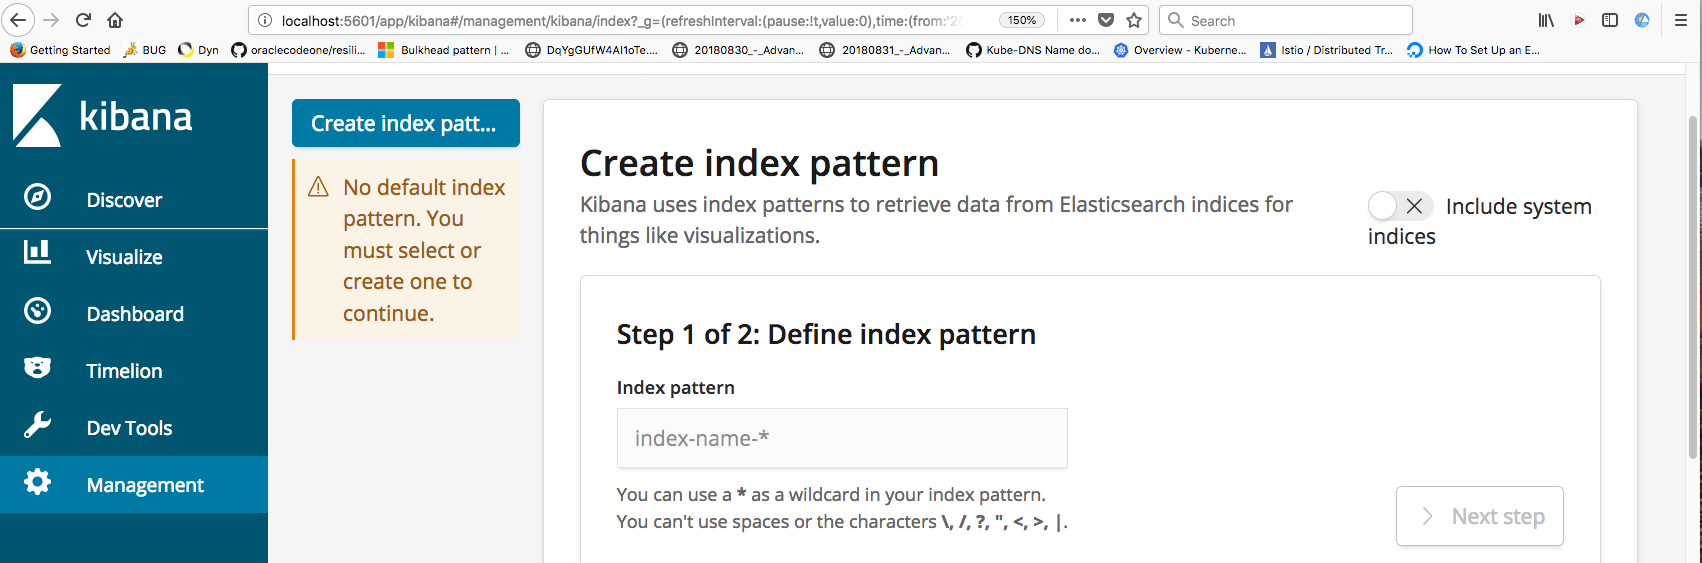 localhost:5601/app/kibana#/management/kibana/index?_g=(refreshInterval:(pause:!t,value:0),time:(from:'20
150%
Search
Getting Started
BUG
Dyn
oraclecodeone/resili...
Bulkhead pattern | ...
DqYgGUfW4AI1oTe....
20180830_-_Advan...
20180831_-_Advan...
Kube-DNS Name do...
Overview - Kuberne...
Istio / Distributed Tr...
How To Set Up an E...
kibana
Discover
Visualize
Dashboard
Timelion
Dev Tools
Management
Create index patt...
No default index
pattern. You
must select or
create one to
continue.
Create index pattern
Kibana uses index patterns to retrieve data from Elasticsearch indices for
things like visualizations.
Include system
indices
Step 1 of 2: Define index pattern
Index pattern
index-name-*
You can use a * as a wildcard in your index pattern.
You can't use spaces or the characters \, /, ?, ", <, >, |.
Next step